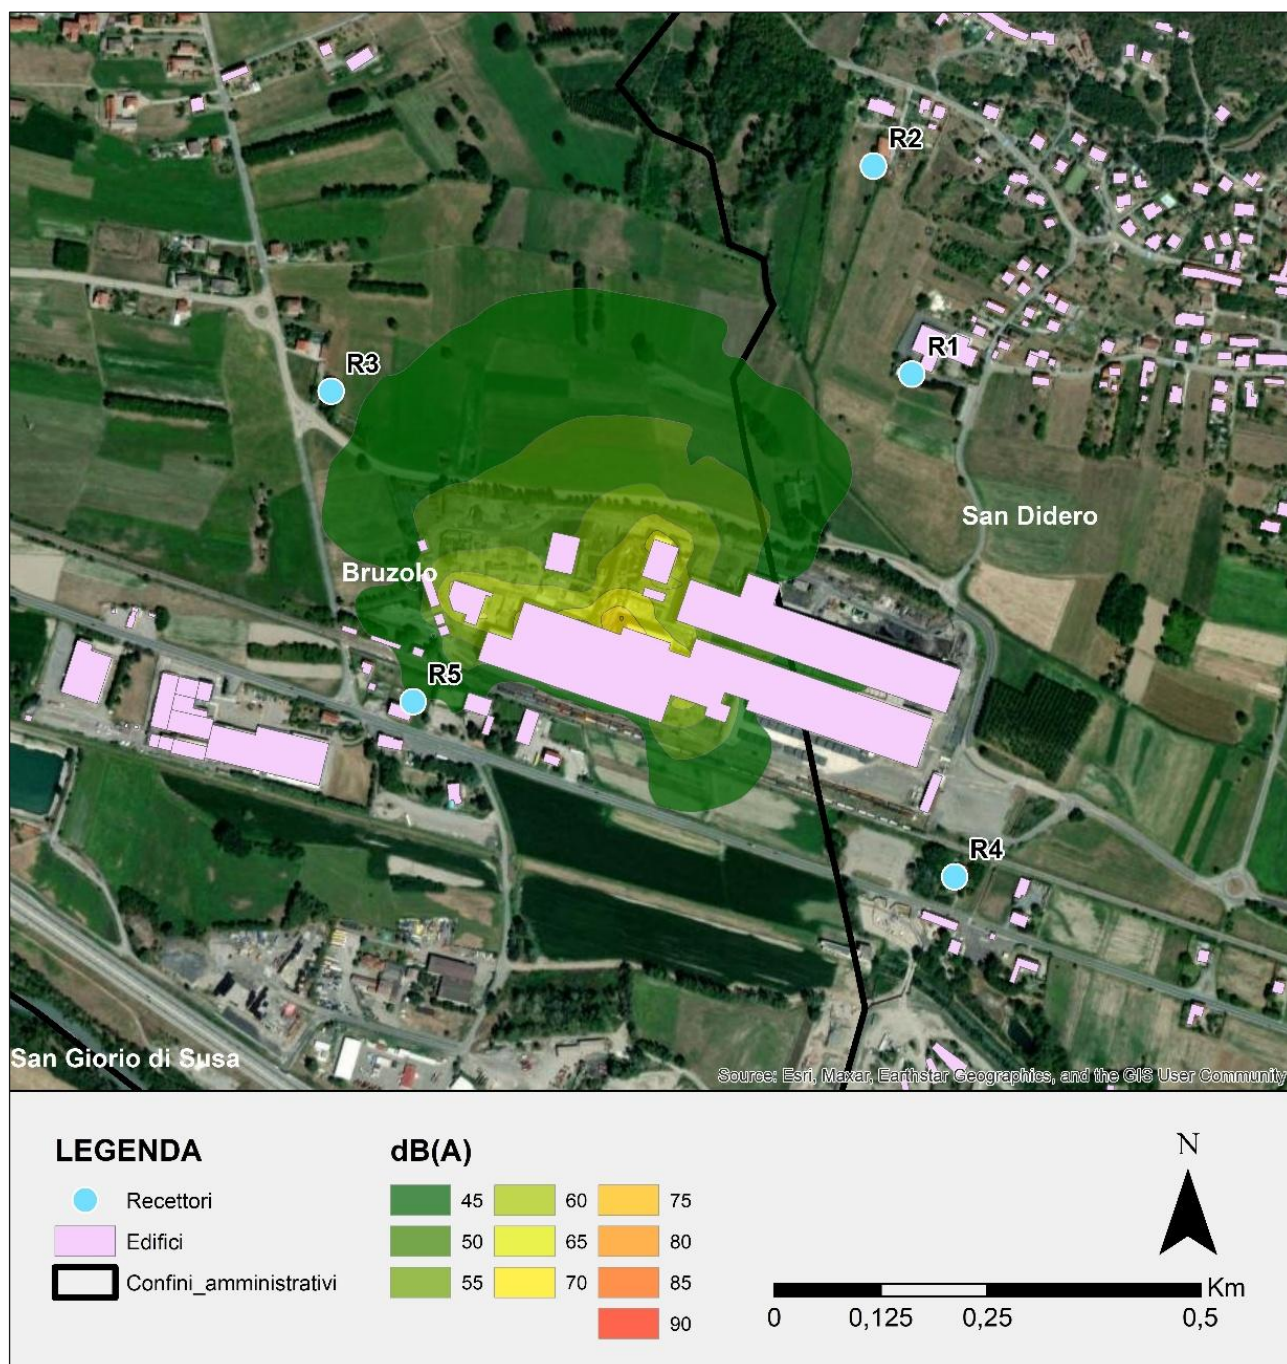 R2
R1
R3
San Didero
Bruzolo
R5
R4
San Giorio di Susa
Source: Esri, Maxar, Earthstar Geographics, and the GIS User Community
LEGENDA
Recettori
Edifici
Confini_amministrativi
dB(A)
45 60 75
50 65 80
55 70 85
90
N
Km
0 0,125 0,25 0,5